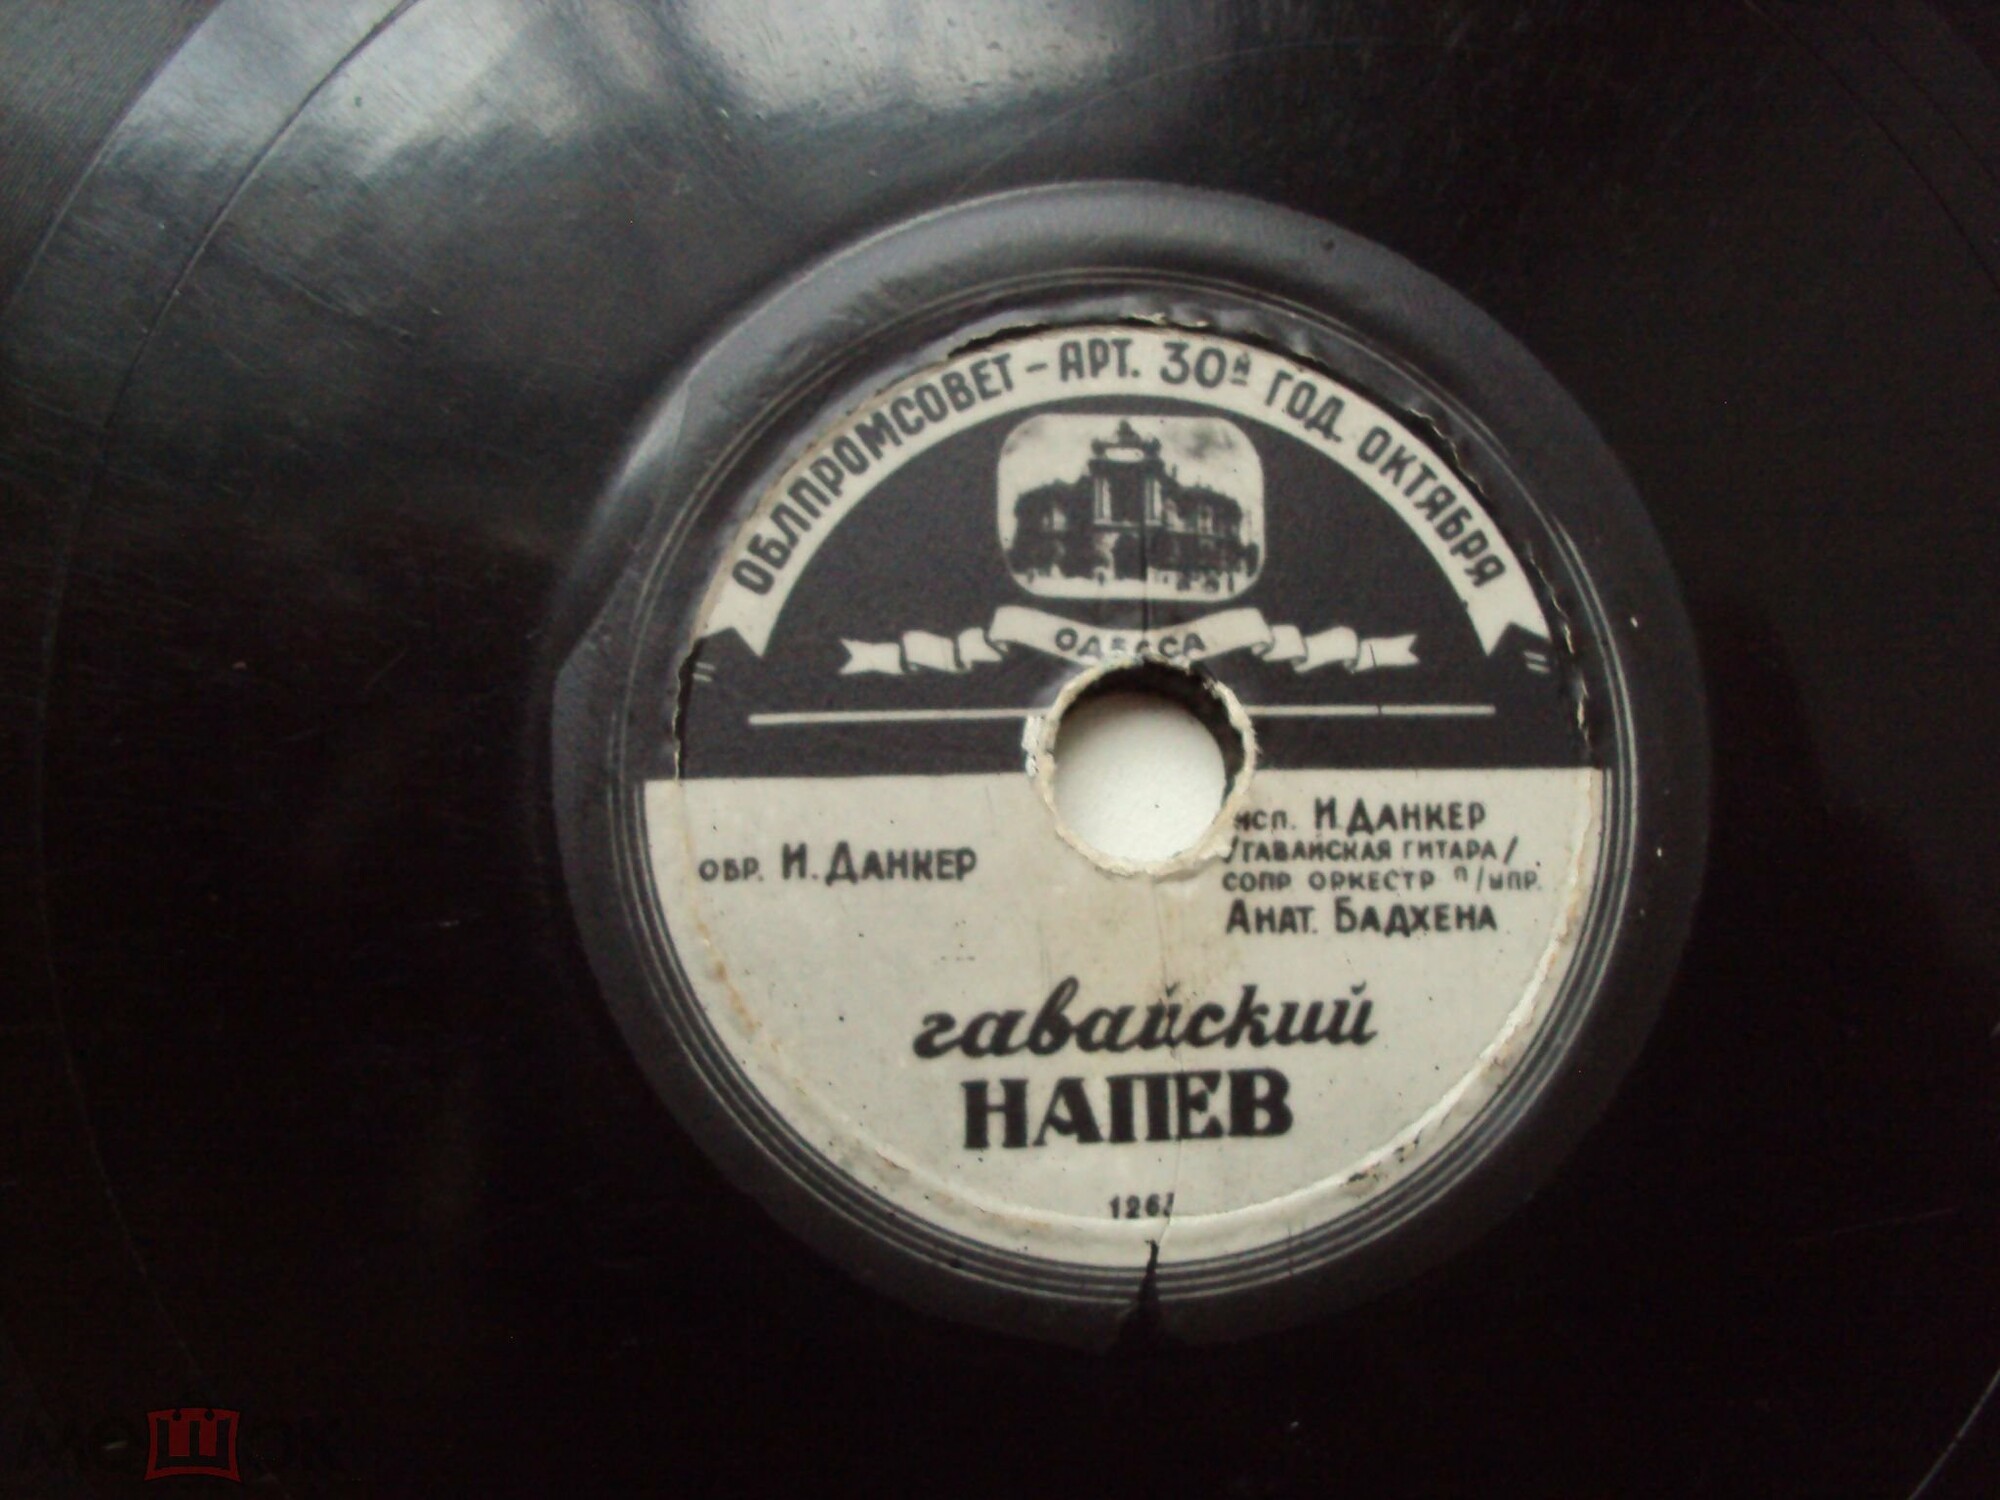 ОБЛПРОМСОВЕТ – АРТ. 30й ГОД. ОКТЯБРЯ
ОДЕССА
ОБР. И. ДАНКЕР
ИСП. И. ДАНКЕР
/ГАВАЙСКАЯ ГИТАРА/
СОПР ОРКЕСТР п/УПР.
АНАТ. БАДХЕНА
гавайский
НАПЕВ
МЕШОК